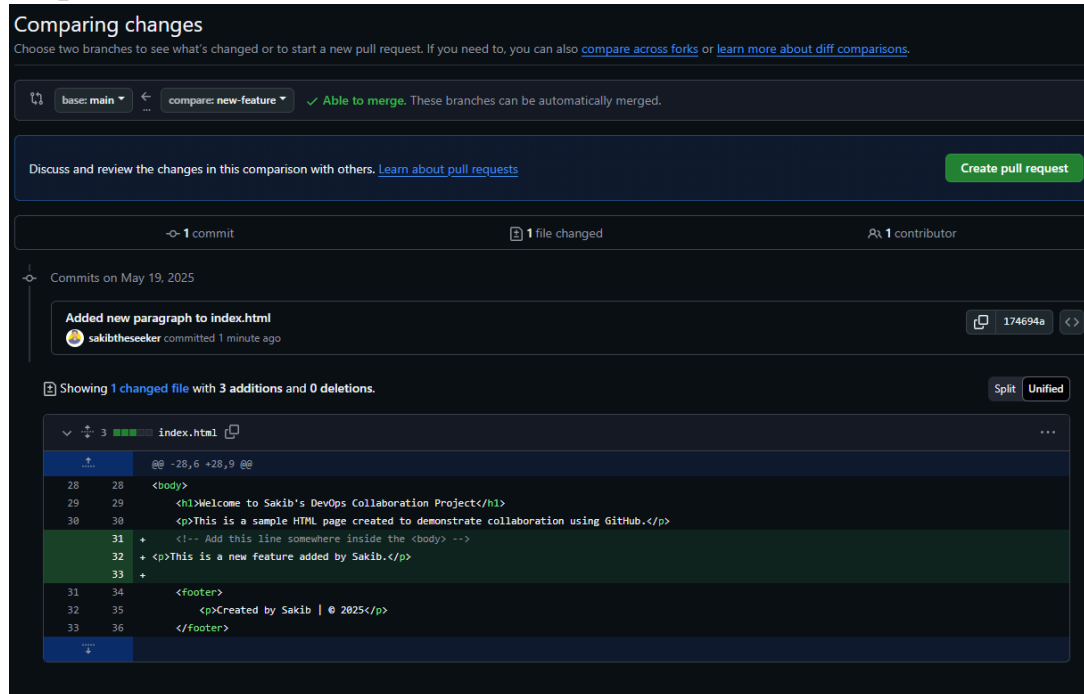 Comparing changes
Choose two branches to see what's changed or to start a new pull request. If you need to, you can also compare across forks or learn more about diff comparisons.
base: main ... compare: new-feature Able to merge. These branches can be automatically merged.
Discuss and review the changes in this comparison with others. Learn about pull requests Create pull request
1 commit 1 file changed 1 contributor
Commits on May 19, 2025
Added new paragraph to index.html
174694a
sakibtheseeker committed 1 minute ago
Showing 1 changed file with 3 additions and 0 deletions. Split Unified
3 index.html
@@ -28,6 +28,9 @@
28 28 <body>
29 29 <h1>Welcome to Sakib's DevOps Collaboration Project</h1>
30 30 <p>This is a sample HTML page created to demonstrate collaboration using GitHub.</p>
31 + <!-- Add this line somewhere inside the <body> -->
32 + <p>This is a new feature added by Sakib.</p>
33 +
31 34 <footer>
32 35 <p>Created by Sakib | © 2025</p>
33 36 </footer>